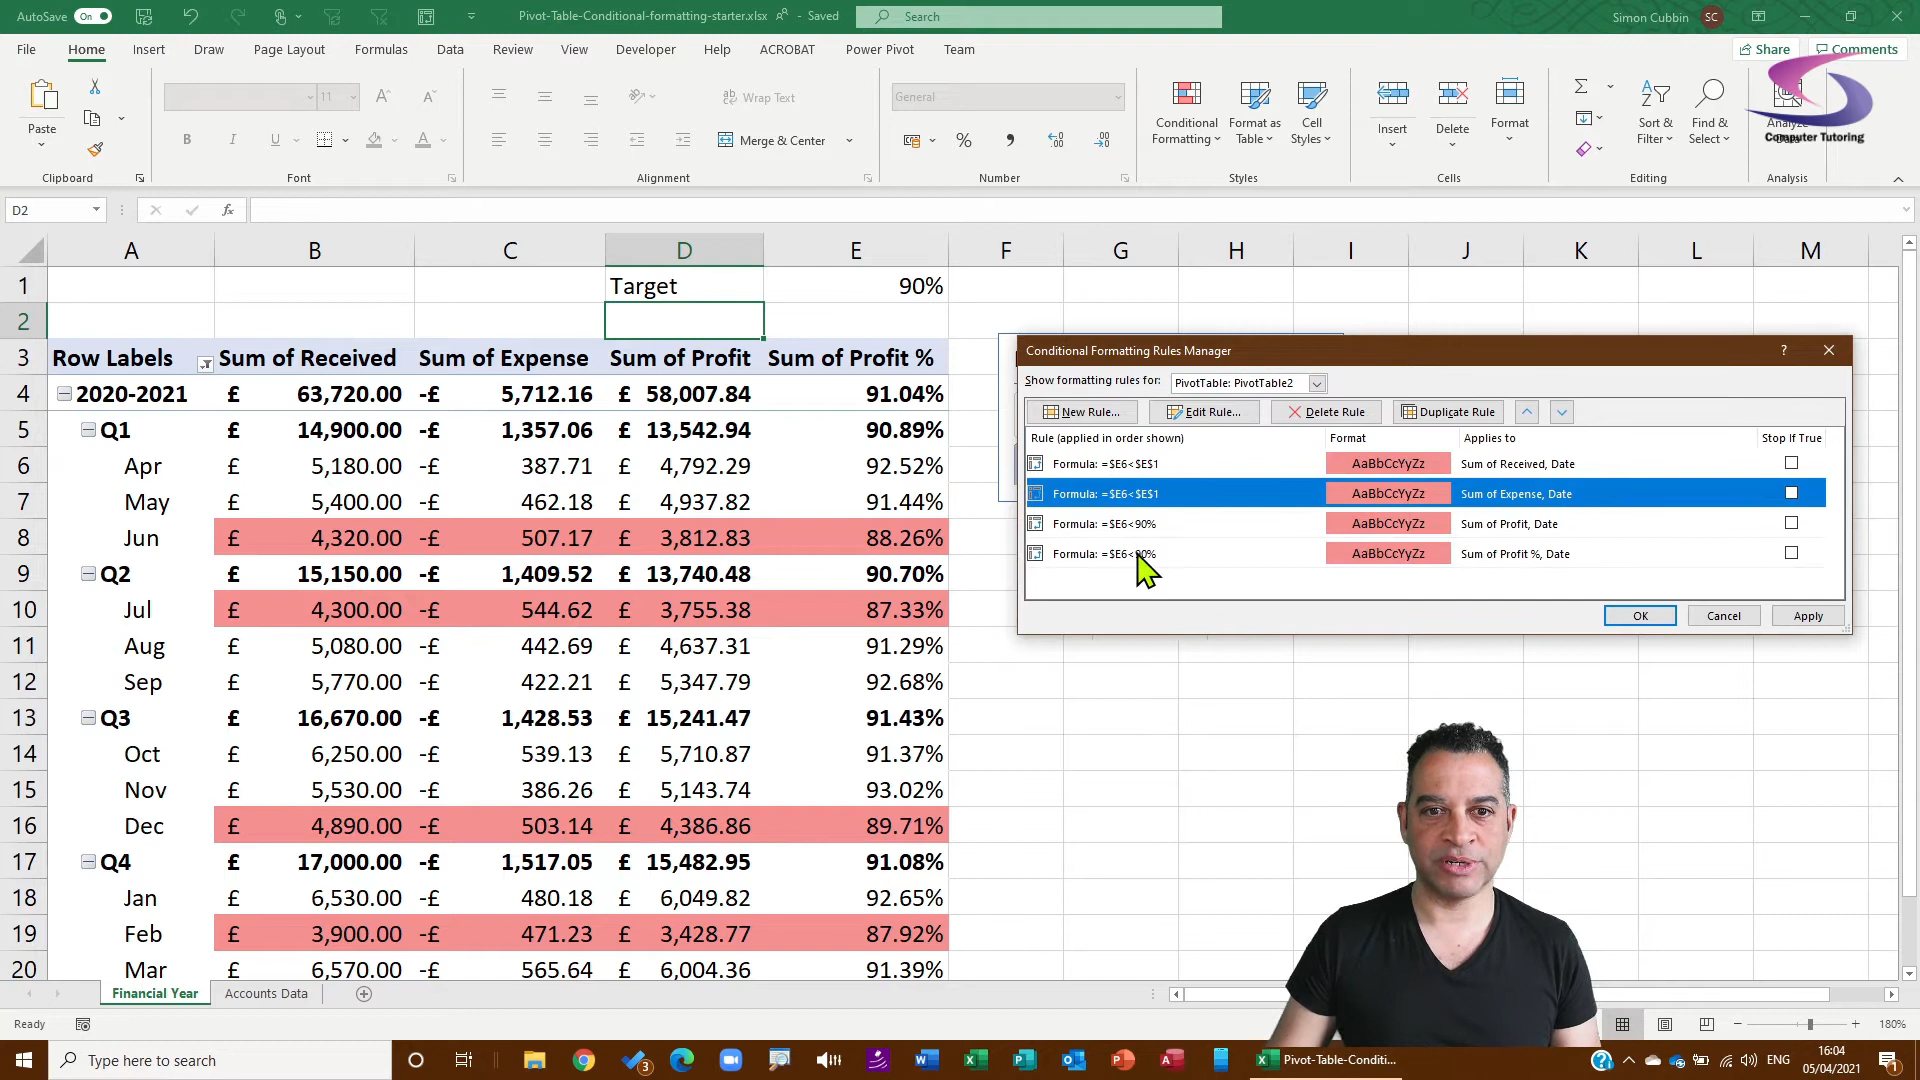 AutoSave On Pivot-Table-Conditional-formatting-starter.xlsx - Saved Search Simon Cubbin SC
File Home Insert Draw Page Layout Formulas Data Review View Developer Help ACROBAT Power Pivot Team Share Comments
Paste
11
B I U
Wrap Text
Merge & Center
General
%
Conditional Formatting
Format as Table
Cell Styles
Insert
Delete
Format
Sort & Filter
Find & Select
Computer Tutoring
Clipboard Font Alignment Number Styles Cells Editing Analysis
D2 fx
A B C D E F G H I J K L M
1 Target 90%
2
3 Row Labels Sum of Received Sum of Expense Sum of Profit Sum of Profit %
4 2020-2021 £ 63,720.00 -£ 5,712.16 £ 58,007.84 91.04%
5 Q1 £ 14,900.00 -£ 1,357.06 £ 13,542.94 90.89%
6 Apr £ 5,180.00 -£ 387.71 £ 4,792.29 92.52%
7 May £ 5,400.00 -£ 462.18 £ 4,937.82 91.44%
8 Jun £ 4,320.00 -£ 507.17 £ 3,812.83 88.26%
9 Q2 £ 15,150.00 -£ 1,409.52 £ 13,740.48 90.70%
10 Jul £ 4,300.00 -£ 544.62 £ 3,755.38 87.33%
11 Aug £ 5,080.00 -£ 442.69 £ 4,637.31 91.29%
12 Sep £ 5,770.00 -£ 422.21 £ 5,347.79 92.68%
13 Q3 £ 16,670.00 -£ 1,428.53 £ 15,241.47 91.43%
14 Oct £ 6,250.00 -£ 539.13 £ 5,710.87 91.37%
15 Nov £ 5,530.00 -£ 386.26 £ 5,143.74 93.02%
16 Dec £ 4,890.00 -£ 503.14 £ 4,386.86 89.71%
17 Q4 £ 17,000.00 -£ 1,517.05 £ 15,482.95 91.08%
18 Jan £ 6,530.00 -£ 480.18 £ 6,049.82 92.65%
19 Feb £ 3,900.00 -£ 471.23 £ 3,428.77 87.92%
20 Mar £ 6,570.00 -£ 565.64 £ 6,004.36 91.39%
Conditional Formatting Rules Manager ?
Show formatting rules for: PivotTable: PivotTable2
New Rule... Edit Rule... Delete Rule Duplicate Rule
Rule (applied in order shown) Format Applies to Stop If True
Formula: =$E6<$E$1 AaBbCcYyZz Sum of Received, Date
Formula: =$E6<$E$1 AaBbCcYyZz Sum of Expense, Date
Formula: =$E6<90% AaBbCcYyZz Sum of Profit, Date
Formula: =$E6<90% AaBbCcYyZz Sum of Profit %, Date
OK Cancel Apply
Financial Year Accounts Data
Ready 180%
Type here to search 3 Pivot-Table-Conditi... ENG 16:04
05/04/2021 1